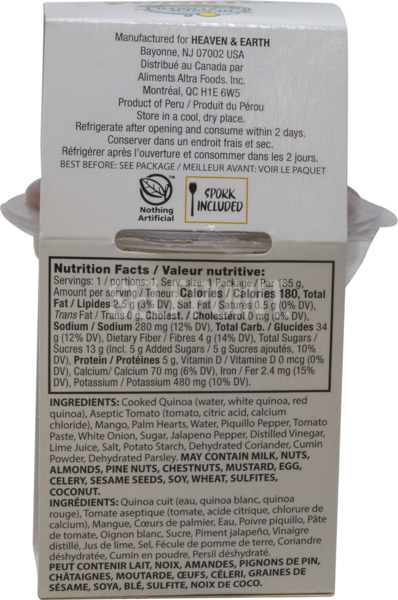 Manufactured for HEAVEN & EARTH
Bayonne, NJ 07002 USA
Distribué au Canada par
Aliments Altra Foods. Inc.
Montréal, QC H1E 6W5
Product of Peru / Produit du Pérou
Store in a cool, dry place.
Refrigerate after opening and consume within 2 days.
Conserver dans un endroit frais et sec.
Réfrigérer après l'ouverture et consommer dans les 2 jours.
BEST BEFORE: SEE PACKAGE / MEILLEUR AVANT: VOIR LE PAQUET
TM
Nothing
Artificial
SPORK
INCLUDED
Nutrition Facts / Valeur nutritive:
Servings: 1 / portions: 1, Serv. size: 1 Package / Par 185 g,
Amount per serving / Teneur: Calories / Calories 180, Total
Fat / Lipides 2.5 g (3% DV), Sat. Fat / Saturés 0.5 g (0% DV),
Trans Fat / Trans 0 g, Cholest. / Cholestérol 0 mg (0% DV),
Sodium / Sodium 280 mg (12% DV), Total Carb. / Glucides 34
g (12% DV), Dietary Fiber / Fibres 4 g (14% DV), Total Sugars /
Sucres 13 g (Incl. 5 g Added Sugars / 5 g Sucres ajoutés, 10%
DV), Protein / Protéines 5 g, Vitamin D / Vitamine D 0 mcg (0%
DV), Calcium/ Calcium 70 mg (6% DV), Iron / Fer 2.4 mg (15%
DV), Potassium / Potassium 480 mg (10% DV).
INGREDIENTS: Cooked Quinoa (water, white quinoa, red
quinoa), Aseptic Tomato (tomato, citric acid, calcium
chloride), Mango, Palm Hearts, Water, Piquillo Pepper, Tomato
Paste, White Onion, Sugar, Jalapeno Pepper, Distilled Vinegar,
Lime Juice, Salt, Potato Starch, Dehydrated Coriander, Cumin
Powder, Dehydrated Parsley. MAY CONTAIN MILK, NUTS,
ALMONDS, PINE NUTS, CHESTNUTS, MUSTARD, EGG,
CELERY, SESAME SEEDS, SOY, WHEAT, SULFITES,
COCONUT.
INGRÉDIENTS: Quinoa cuit (eau, quinoa blanc, quinoa
rouge), Tomate aseptique (tomate, acide citrique, chlorure de
calcium), Mangue, Cœurs de palmier, Eau, Poivre piquillo, Pâte
de tomate, Oignon blanc, Sucre, Piment jalapeño, Vinaigre
distillé, Jus de lime, Sel, Fécule de pomme de terre, Coriandre
déshydratée, Cumin en poudre, Persil déshydraté.
PEUT CONTENIR LAIT, NOIX, AMANDES, PIGNONS DE PIN,
CHÂTAIGNES, MOUTARDE, ŒUFS, CÉLERI, GRAINES DE
SÉSAME, SOYA, BLÉ, SULFITE, NOIX DE COCO.